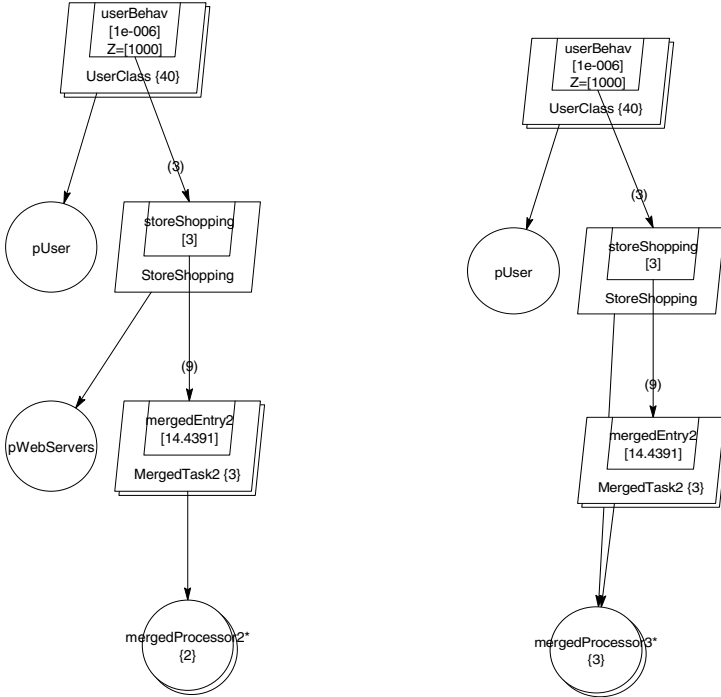 userBehav
[1e-006]
Z=[1000]
UserClass {40}
(3)
pUser
storeShopping
[3]
StoreShopping
(9)
pWebServers
mergedEntry2
[14.4391]
MergedTask2 {3}
mergedProcessor2*
{2}
userBehav
[1e-006]
Z=[1000]
UserClass {40}
(3)
pUser
storeShopping
[3]
StoreShopping
(9)
mergedEntry2
[14.4391]
MergedTask2 {3}
mergedProcessor3*
{3}